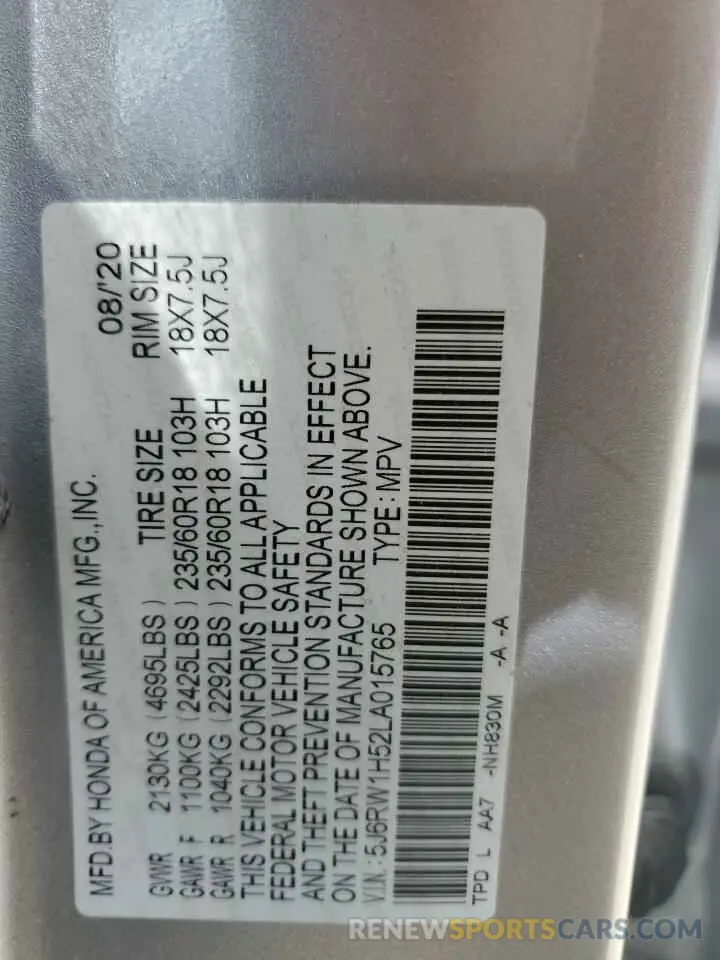 MFD.BY HONDA OF AMERICA MFG.,INC. 08/'20
GVWR 2130KG (4695LBS) TIRE SIZE RIM SIZE
GAWR F 1100KG (2425LBS) 235/60R18 103H 18X7.5J
GAWR R 1040KG (2292LBS) 235/60R18 103H 18X7.5J
THIS VEHICLE CONFORMS TO ALL APPLICABLE
FEDERAL MOTOR VEHICLE SAFETY
AND THEFT PREVENTION STANDARDS IN EFFECT
ON THE DATE OF MANUFACTURE SHOWN ABOVE.
V.I.N.: 5J6RW1H52LA015765 TYPE: MPV
TPD L AA7 -NH830M -A -A
RENEWSPORTSCARS.COM